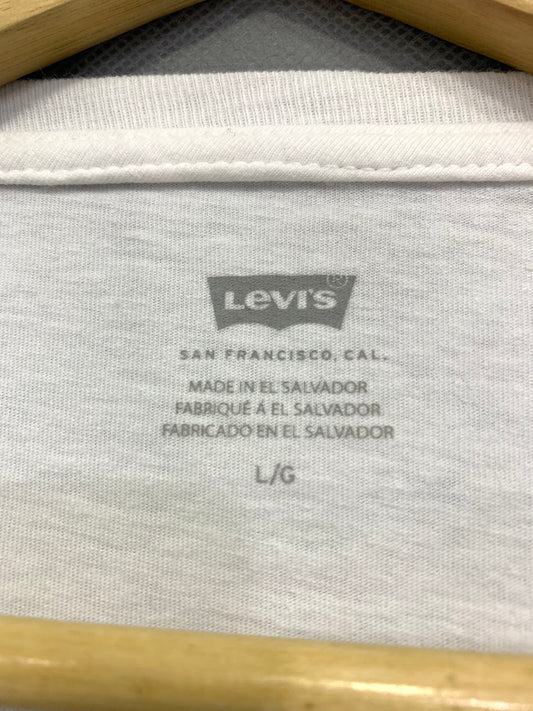 Levi's ®
SAN FRANCISCO, CAL.
MADE IN EL SALVADOR
FABRIQUÉ Á EL SALVADOR
FABRICADO EN EL SALVADOR
L/G